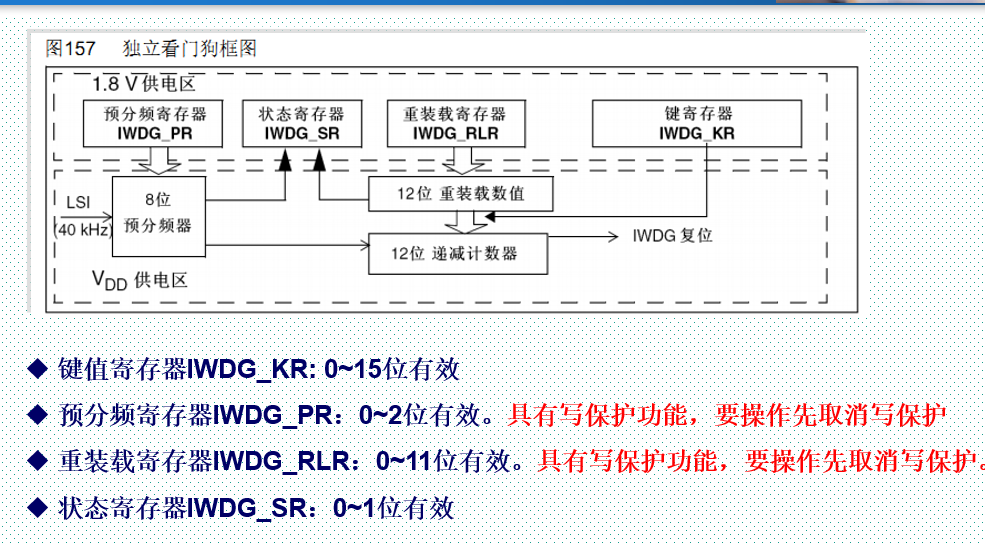 图157 独立看门狗框图
1.8 V供电区
预分频寄存器
IWDG_PR
状态寄存器
IWDG_SR
重装载寄存器
IWDG_RLR
键寄存器
IWDG_KR
LSI
(40 kHz)
8位
预分频器
12位 重装载数值
12位 递减计数器
IWDG 复位
VDD 供电区
◆ 键值寄存器IWDG_KR: 0~15位有效
◆ 预分频寄存器IWDG_PR：0~2位有效。具有写保护功能，要操作先取消写保护
◆ 重装载寄存器IWDG_RLR：0~11位有效。具有写保护功能，要操作先取消写保护。
◆ 状态寄存器IWDG_SR：0~1位有效